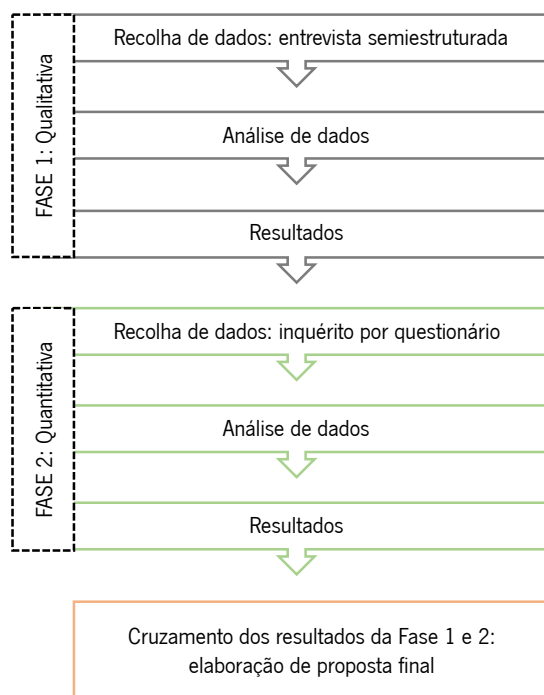 FASE 1: Qualitativa
Recolha de dados: entrevista semiestruturada
Análise de dados
Resultados
FASE 2: Quantitativa
Recolha de dados: inquérito por questionário
Análise de dados
Resultados
Cruzamento dos resultados da Fase 1 e 2:
elaboração de proposta final